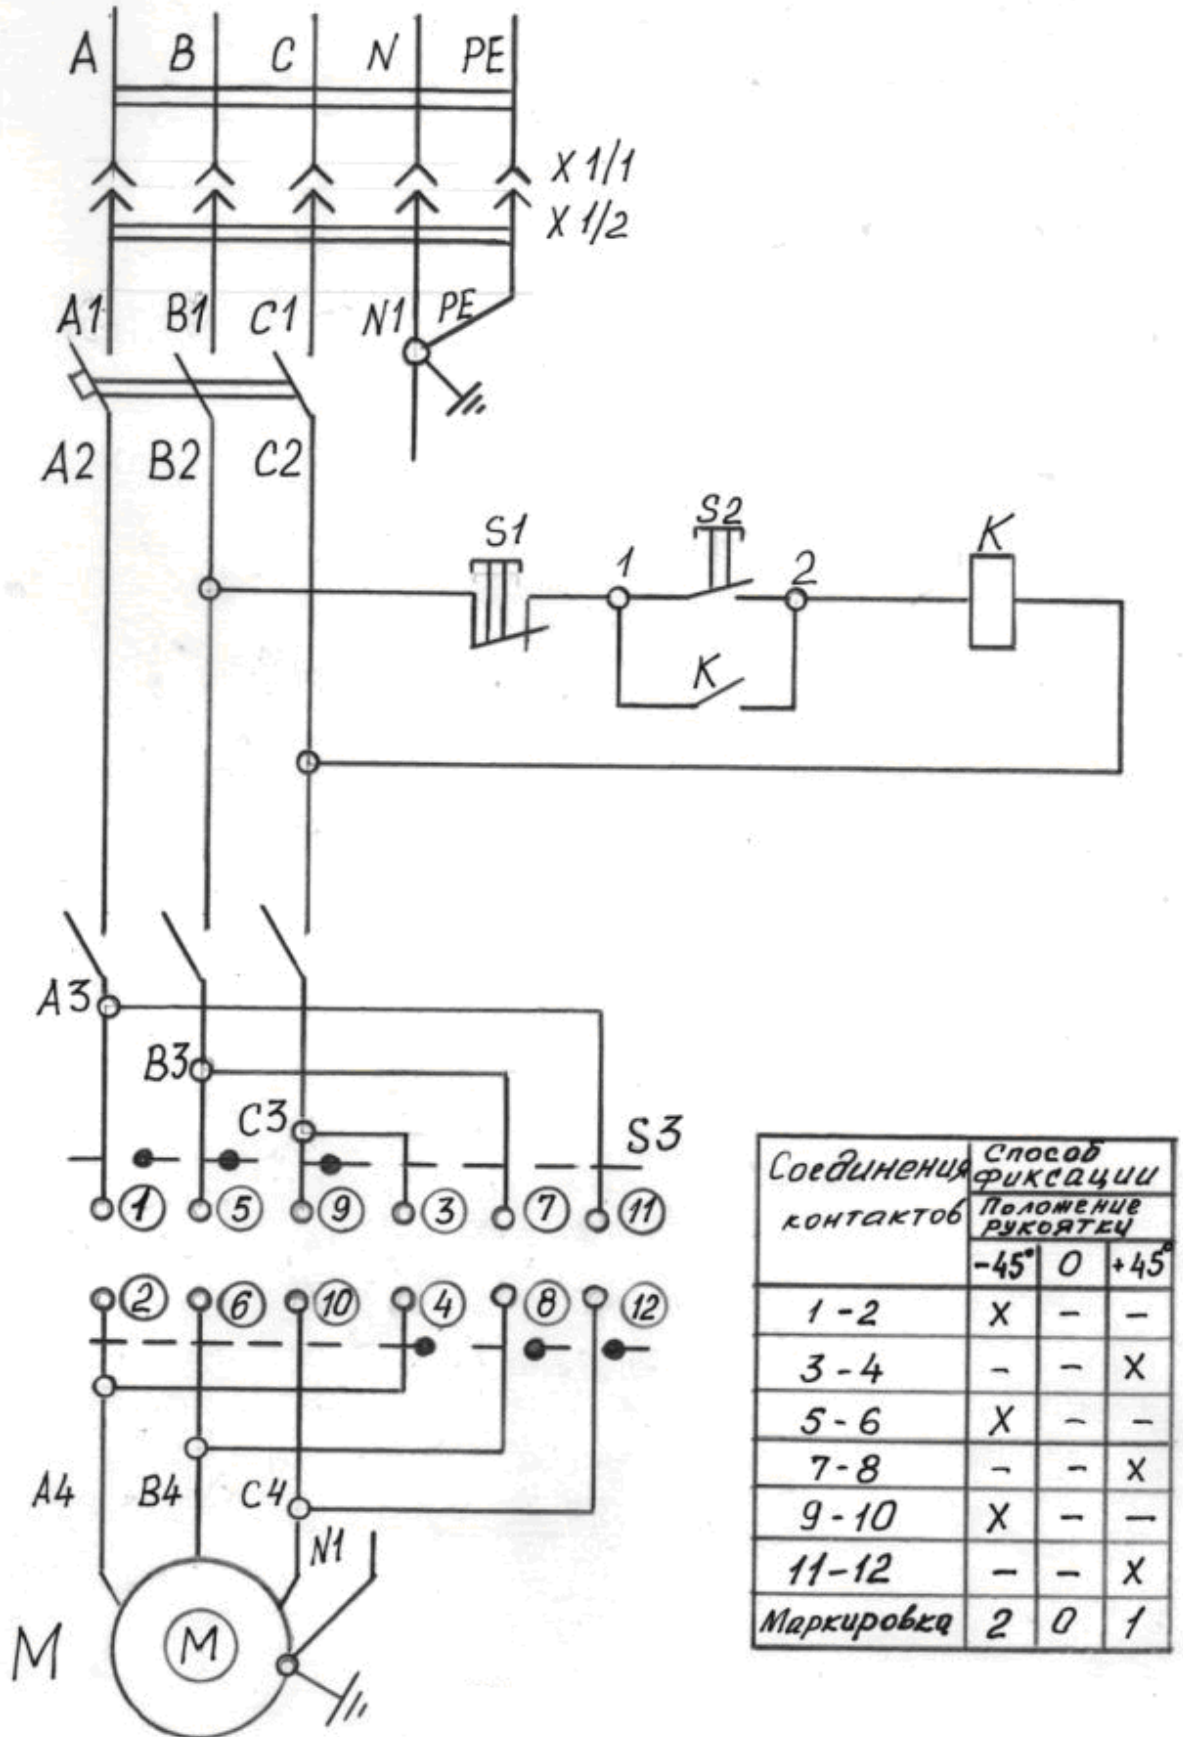 A B C N PE
X 1/1
X 1/2
A1 B1 C1 N1 PE
A2 B2 C2
S1 1 S2 2 K
K
A3
B3
C3 S3
1 5 9 3 7 11
2 6 10 4 8 12
A4 B4 C4
N1
M M
Соединения контактов
Способ фиксации
Положение рукоятки
-45° 0 +45°
1 - 2 X - -
3 - 4 - - X
5 - 6 X - -
7 - 8 - - X
9 - 10 X - -
11 - 12 - - X
Маркировка 2 0 1